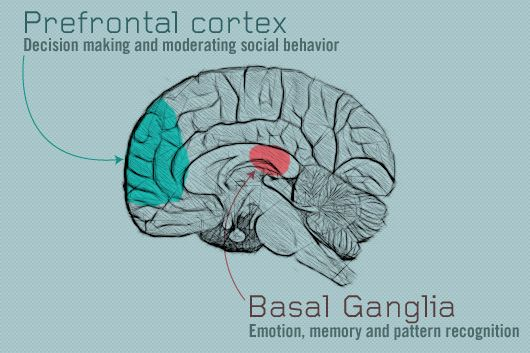 Prefrontal cortex
Decision making and moderating social behavior
Basal Ganglia
Emotion, memory and pattern recognition